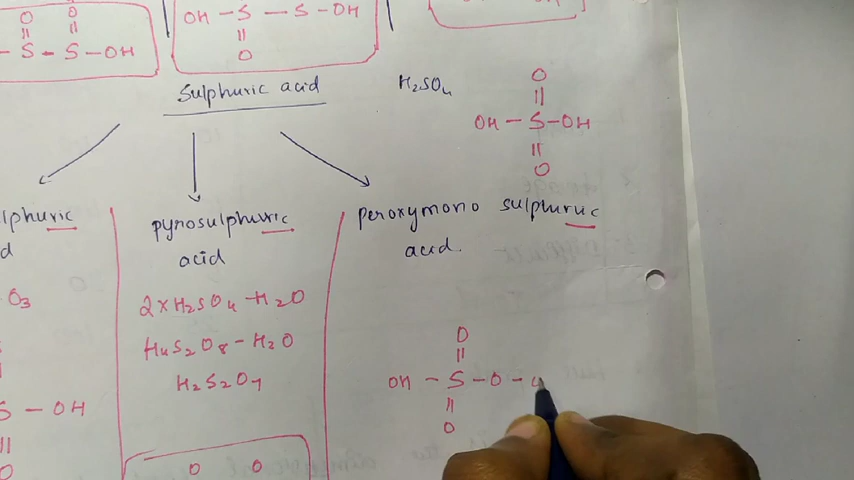 O O
- S - S - OH
OH - S - S - OH
O
Sulphuric acid
H₂SO₄
O
OH - S - OH
O
lphuric
d
O₃
S - OH
O
pyrosulphuric
acid
2×H₂SO₄ - H₂O
H₄S₂O₈ - H₂O
H₂S₂O₇
O O
peroxymono sulphuruc
acid.
O
OH - S - O -
O